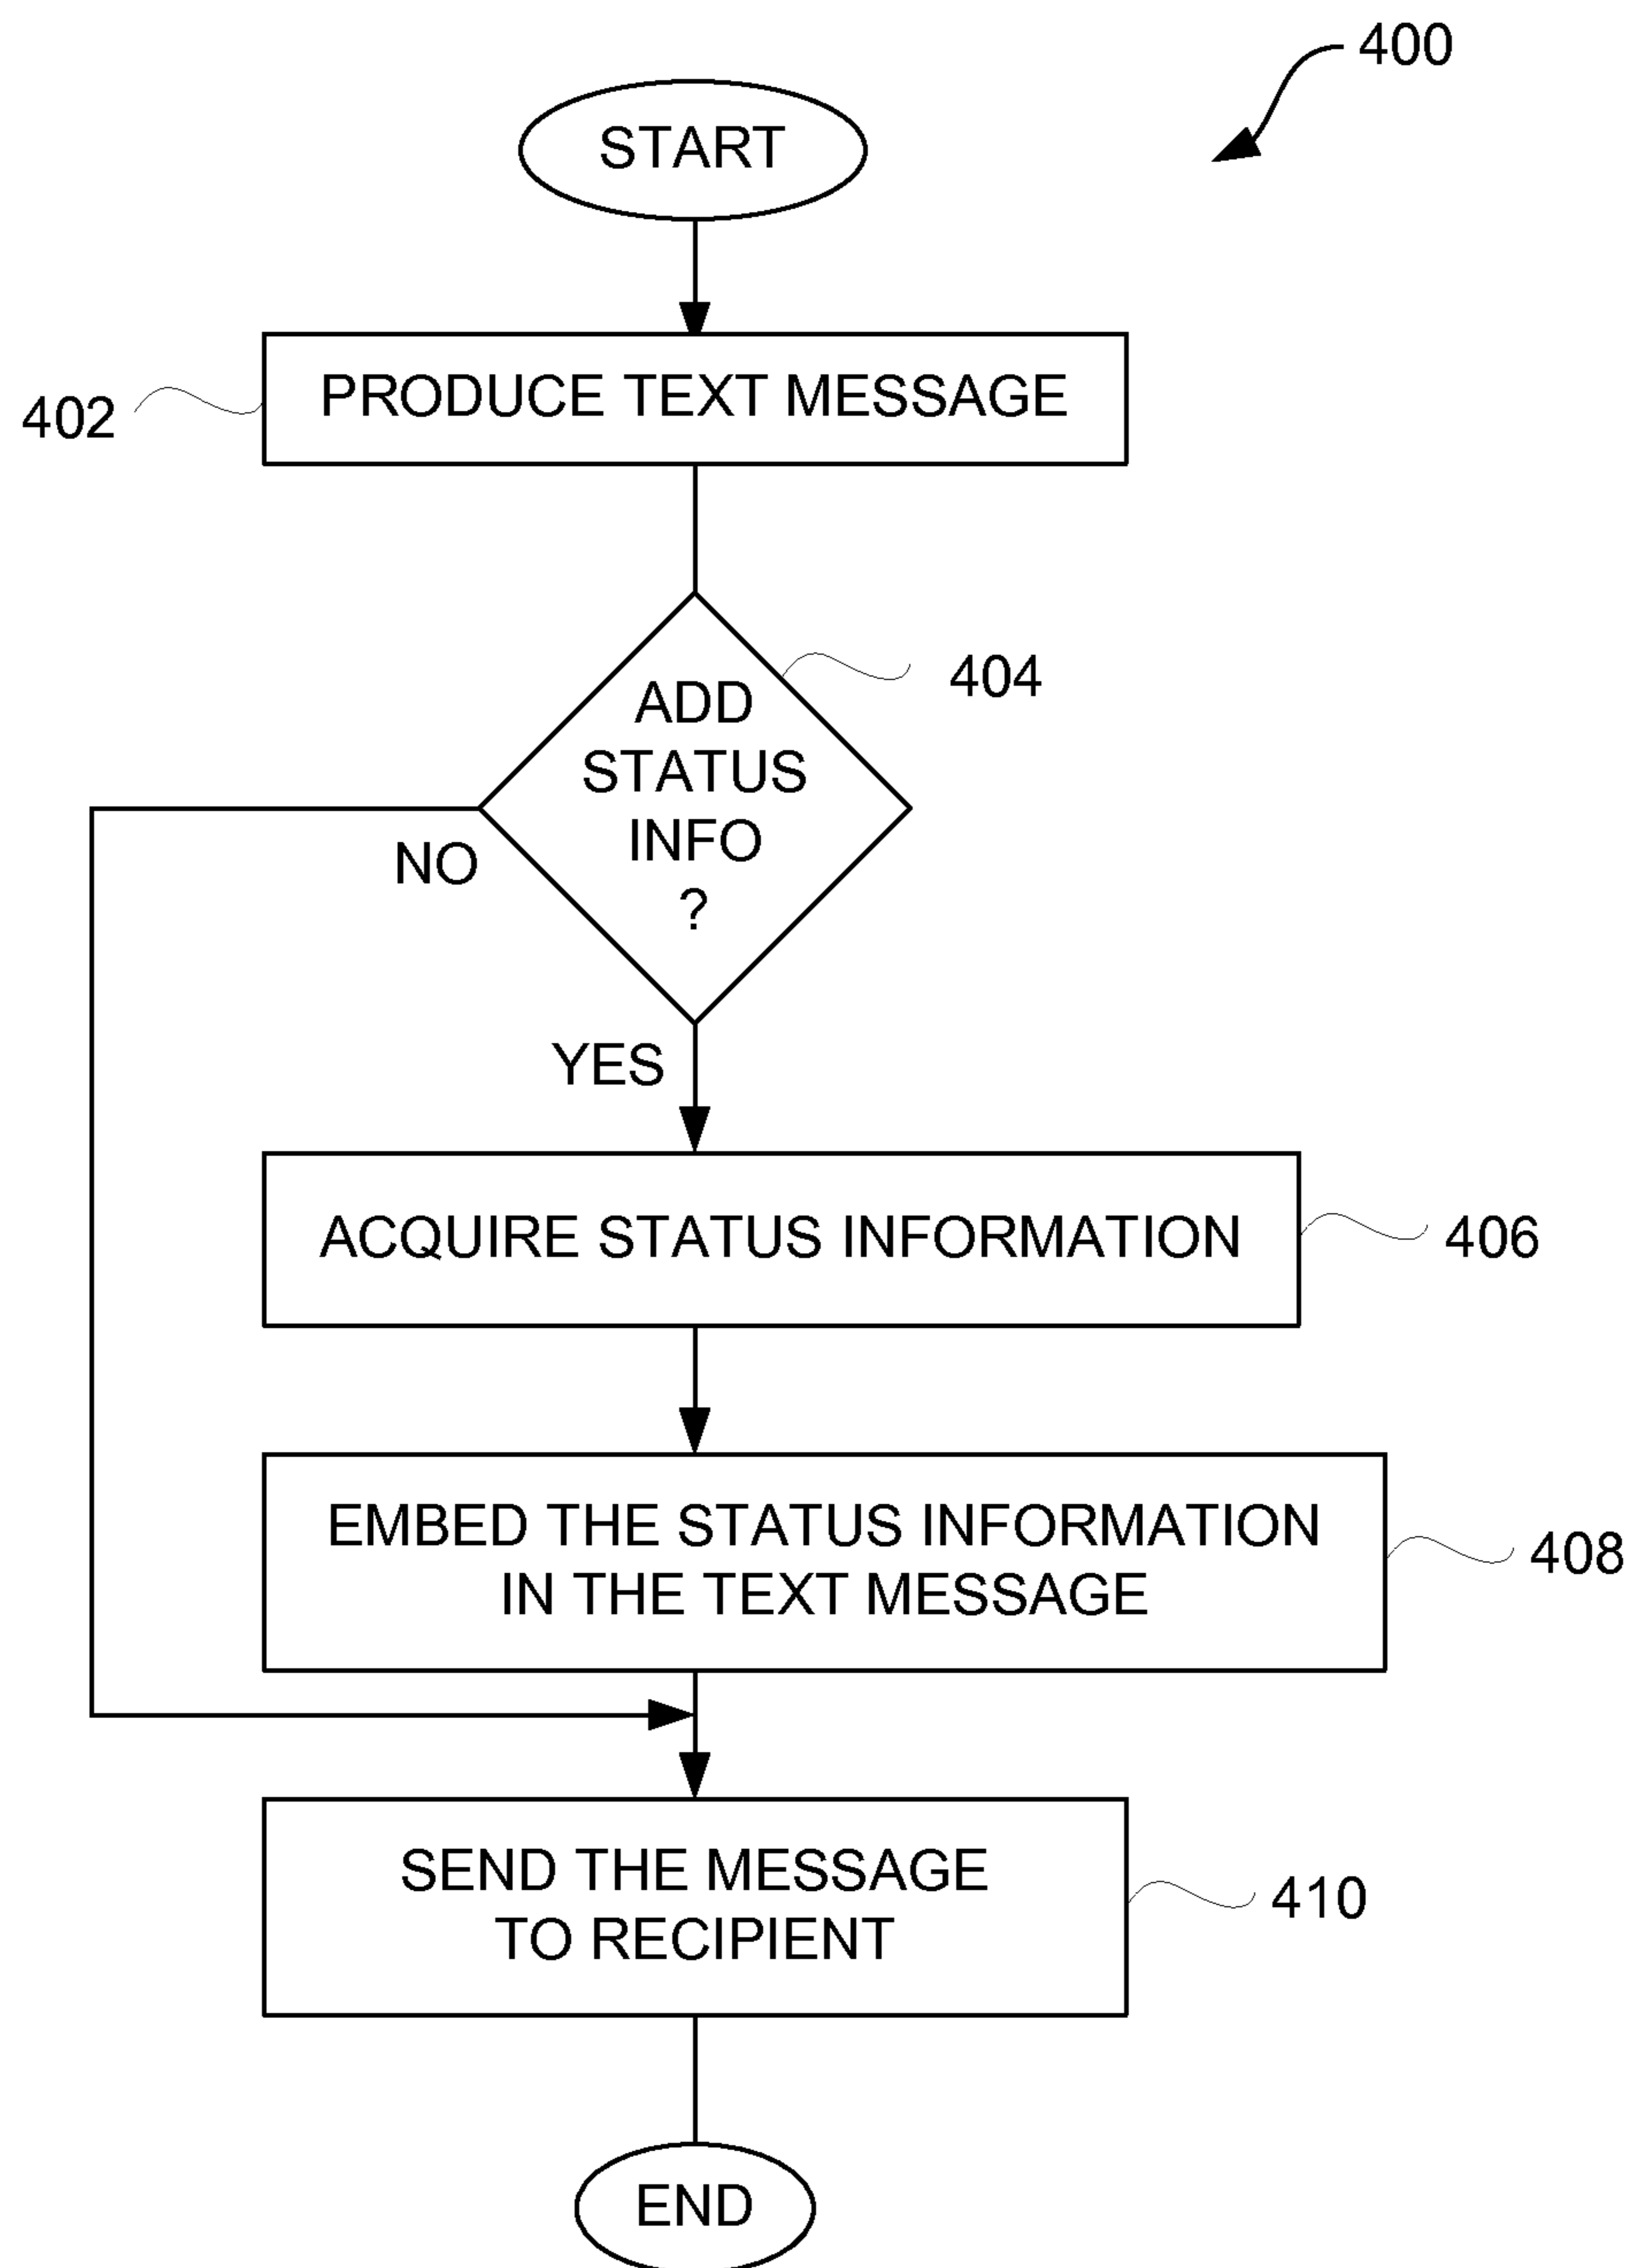 400
START
PRODUCE TEXT MESSAGE
402
404
ADD
STATUS
INFO
?
NO
YES
ACQUIRE STATUS INFORMATION
406
EMBED THE STATUS INFORMATION
IN THE TEXT MESSAGE
408
SEND THE MESSAGE
TO RECIPIENT
410
END